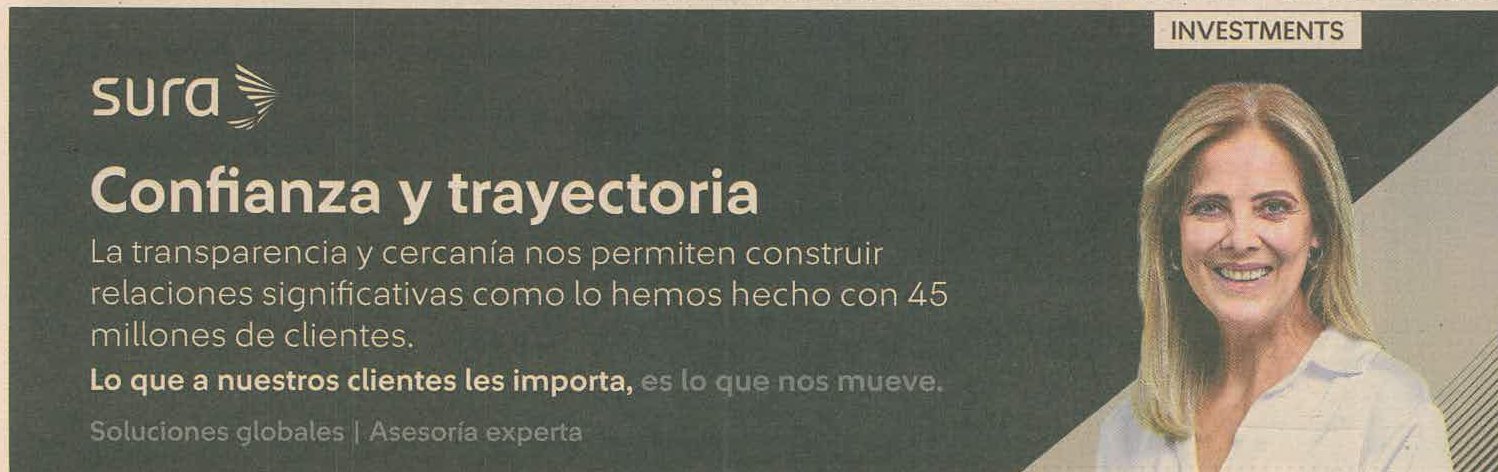 INVESTMENTS
sura
Confianza y trayectoria
La transparencia y cercanía nos permiten construir
relaciones significativas como lo hemos hecho con 45
millones de clientes.
Lo que a nuestros clientes les importa, es lo que nos mueve.
Soluciones globales | Asesoría experta